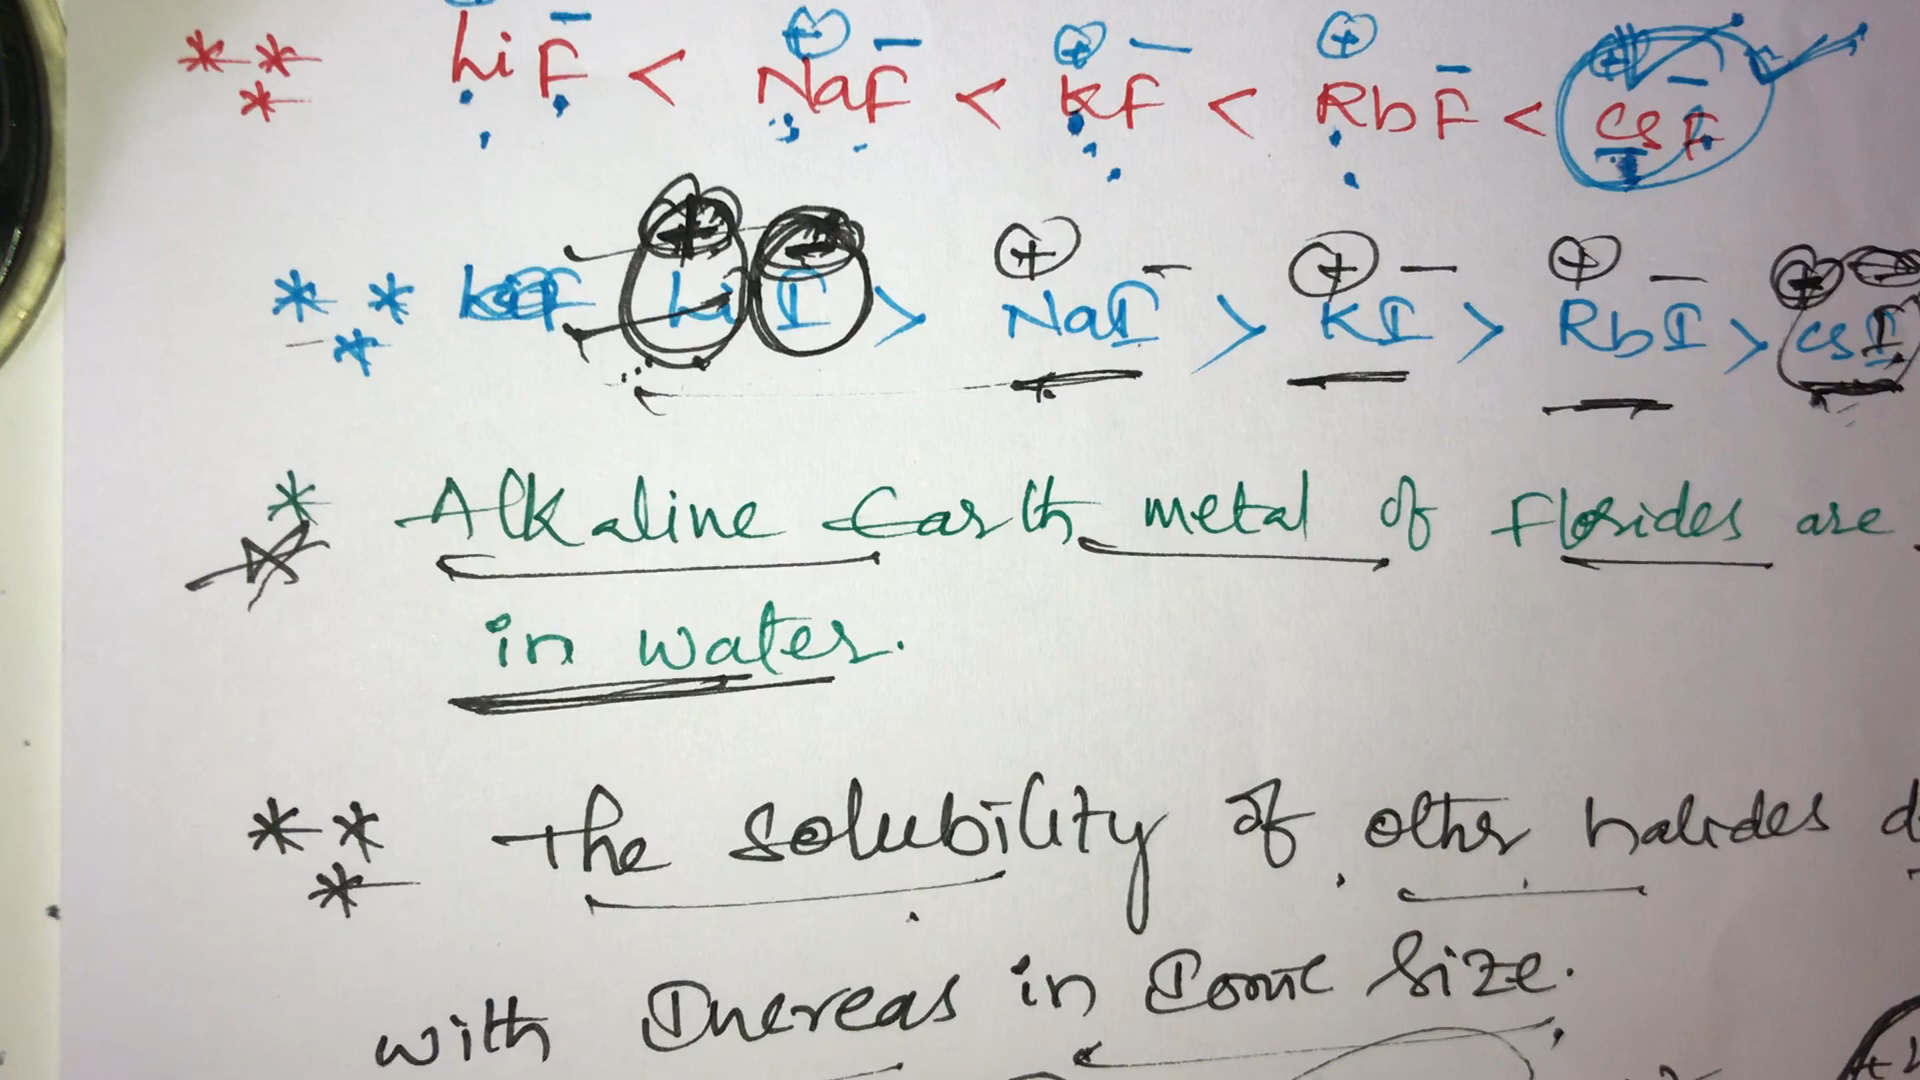 LiF < NaF < KF < RbF < CsF
LiI > NaI > KI > RbI > CsI
* Alkaline Earth metal of Florides are
in water.
The solubility of other halides d
with Increas in Ionic Size.